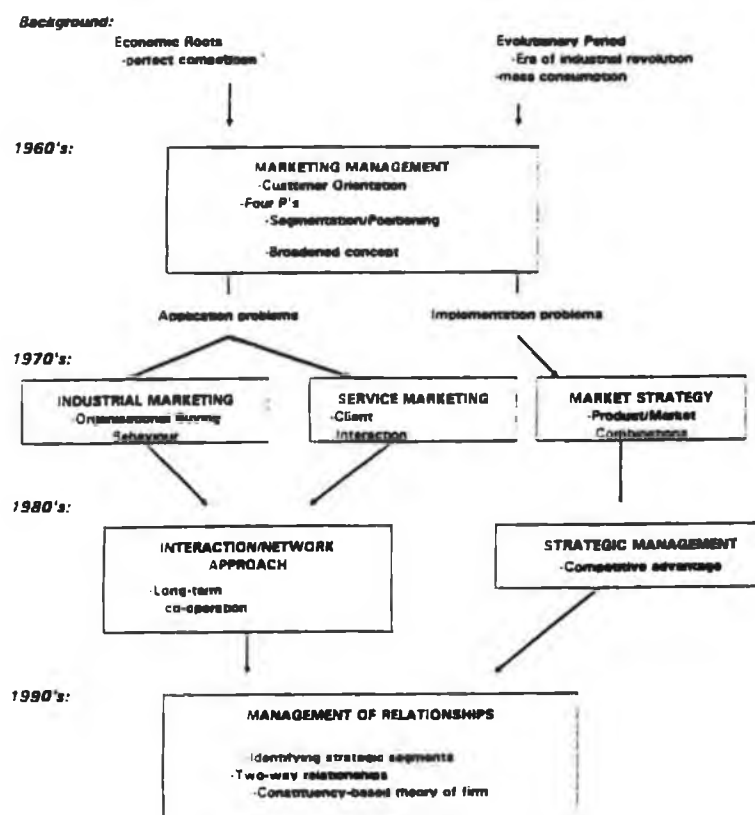 Background:
Economic Roots
-perfect competition
Evolutionary Period
-Era of industrial revolution
-mass consumption
1960's:
MARKETING MANAGEMENT
-Customer Orientation
-Four P's
-Segmentation/Positioning
-Broadened concept
Application problems
Implementation problems
1970's:
INDUSTRIAL MARKETING
-Organisational Buying
Behaviour
SERVICE MARKETING
-Client
Interaction
MARKET STRATEGY
-Product/Market
Combinations
1980's:
INTERACTION/NETWORK
APPROACH
-Long-term
co-operation
STRATEGIC MANAGEMENT
-Competitive advantage
1990's:
MANAGEMENT OF RELATIONSHIPS
-Identifying strategic segments
-Two-way relationships
-Constituency-based theory of firm